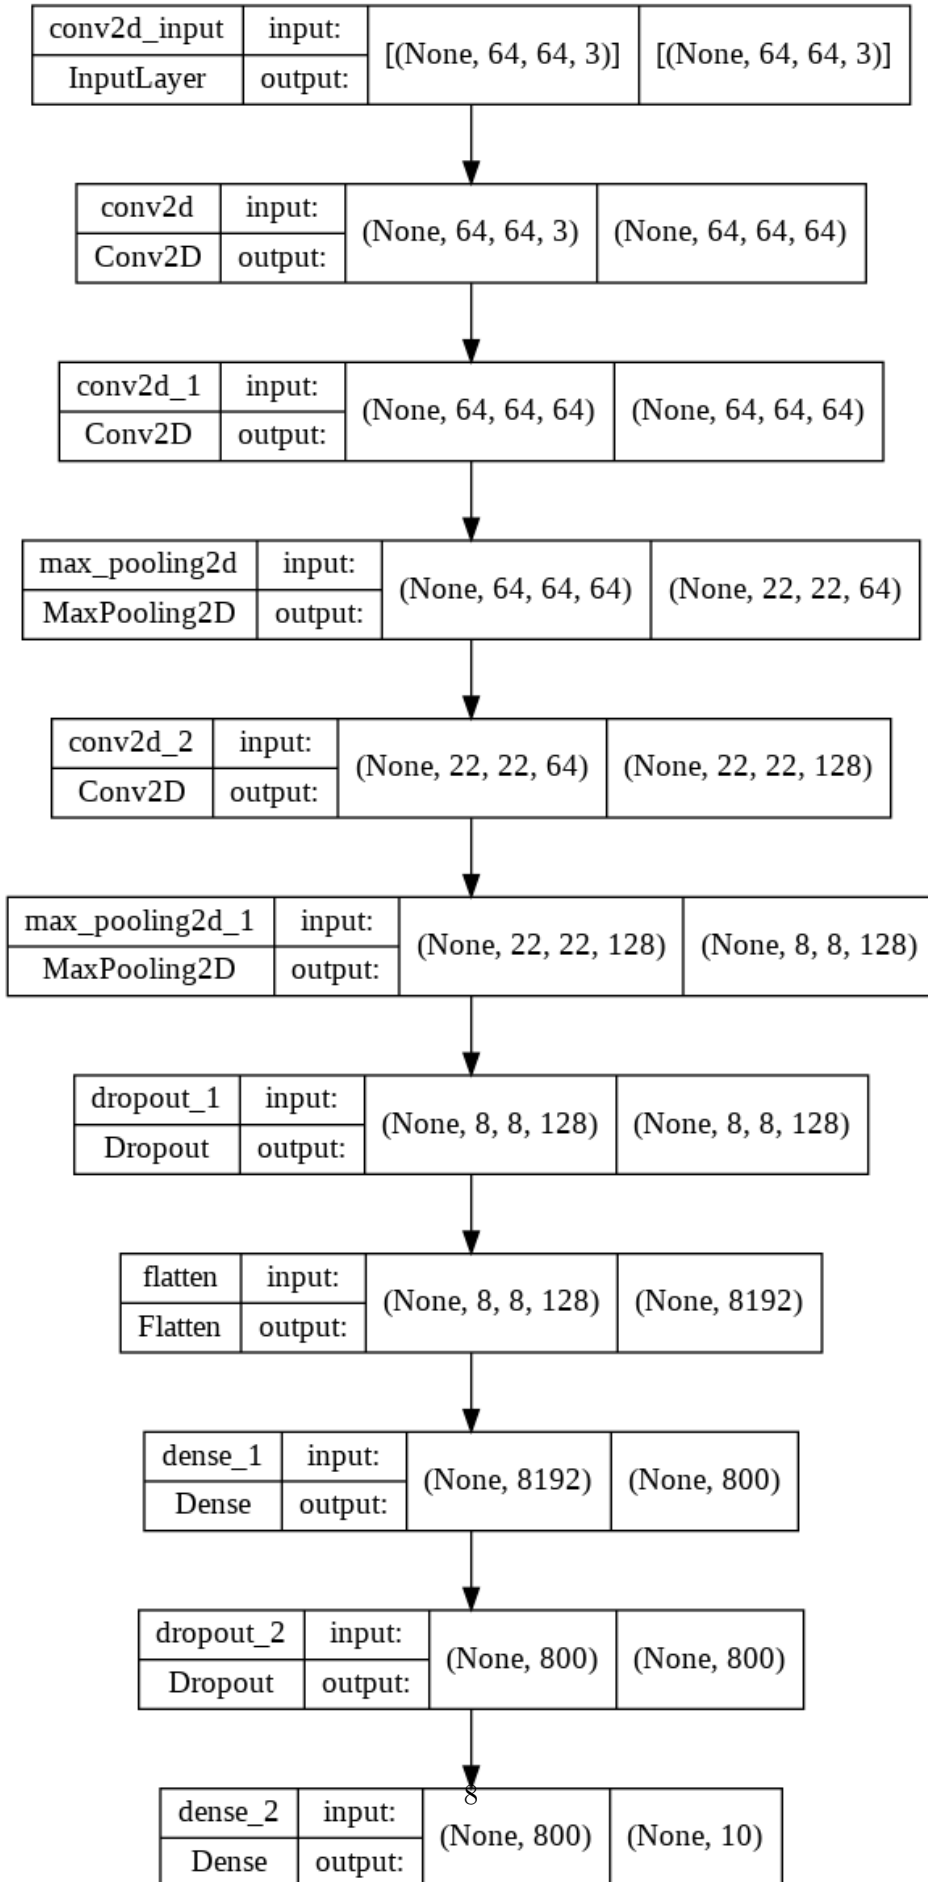 conv2d_input input: [(None, 64, 64, 3)] [(None, 64, 64, 3)]
InputLayer output:
conv2d input: (None, 64, 64, 3) (None, 64, 64, 64)
Conv2D output:
conv2d_1 input: (None, 64, 64, 64) (None, 64, 64, 64)
Conv2D output:
max_pooling2d input: (None, 64, 64, 64) (None, 22, 22, 64)
MaxPooling2D output:
conv2d_2 input: (None, 22, 22, 64) (None, 22, 22, 128)
Conv2D output:
max_pooling2d_1 input: (None, 22, 22, 128) (None, 8, 8, 128)
MaxPooling2D output:
dropout_1 input: (None, 8, 8, 128) (None, 8, 8, 128)
Dropout output:
flatten input: (None, 8, 8, 128) (None, 8192)
Flatten output:
dense_1 input: (None, 8192) (None, 800)
Dense output:
dropout_2 input: (None, 800) (None, 800)
Dropout output:
8
dense_2 input: (None, 800) (None, 10)
Dense output: